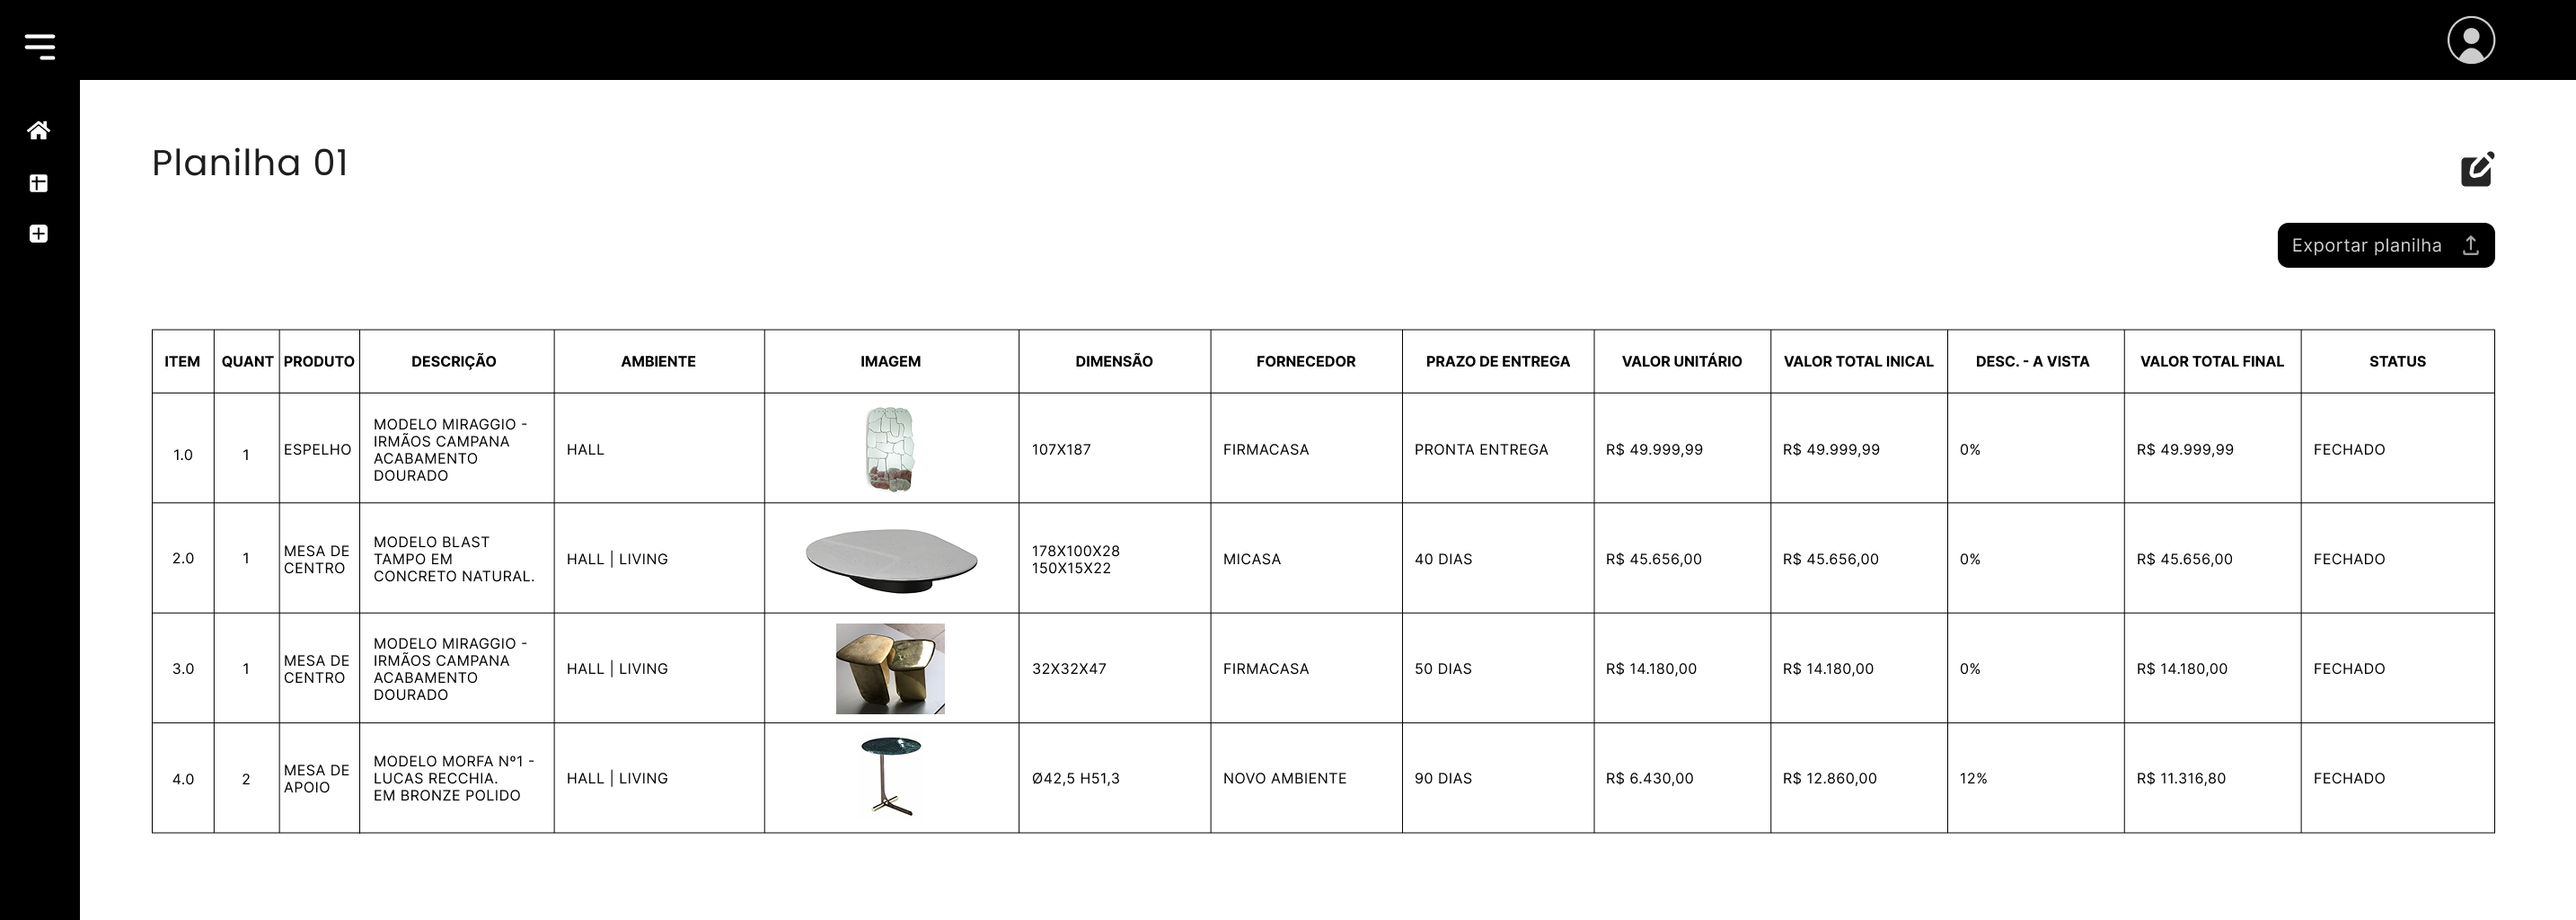 Planilha 01
Exportar planilha
ITEM QUANT PRODUTO DESCRIÇÃO AMBIENTE IMAGEM DIMENSÃO FORNECEDOR PRAZO DE ENTREGA VALOR UNITÁRIO VALOR TOTAL INICAL DESC. - A VISTA VALOR TOTAL FINAL STATUS
1.0
1
ESPELHO
MODELO MIRAGGIO -
IRMÃOS CAMPANA
ACABAMENTO
DOURADO
HALL
107X187
FIRMACASA
PRONTA ENTREGA
R$ 49.999,99
R$ 49.999,99
0%
R$ 49.999,99
FECHADO
2.0
1
MESA DE
CENTRO
MODELO BLAST
TAMPO EM
CONCRETO NATURAL.
HALL | LIVING
178X100X28
150X15X22
MICASA
40 DIAS
R$ 45.656,00
R$ 45.656,00
0%
R$ 45.656,00
FECHADO
3.0
1
MESA DE
CENTRO
MODELO MIRAGGIO -
IRMÃOS CAMPANA
ACABAMENTO
DOURADO
HALL | LIVING
32X32X47
FIRMACASA
50 DIAS
R$ 14.180,00
R$ 14.180,00
0%
R$ 14.180,00
FECHADO
4.0
2
MESA DE
APOIO
MODELO MORFA Nº1 -
LUCAS RECCHIA.
EM BRONZE POLIDO
HALL | LIVING
Ø42,5 H51,3
NOVO AMBIENTE
90 DIAS
R$ 6.430,00
R$ 12.860,00
12%
R$ 11.316,80
FECHADO